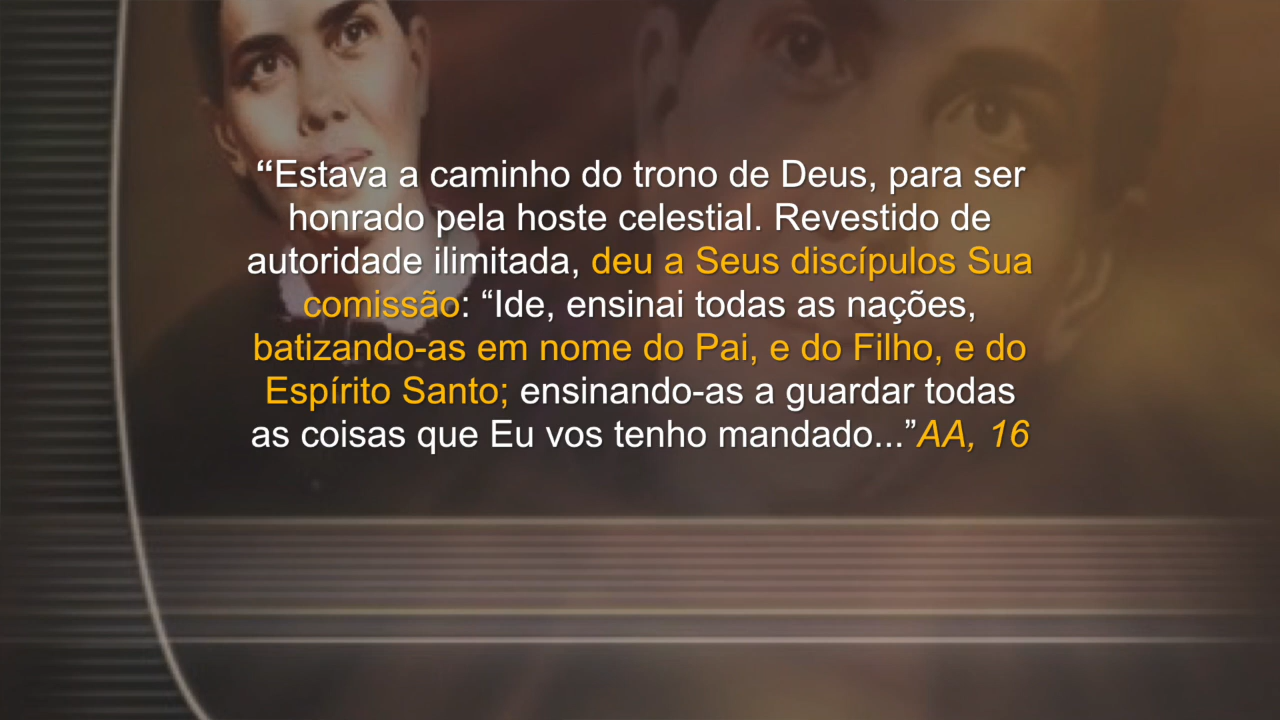 “Estava a caminho do trono de Deus, para ser
honrado pela hoste celestial. Revestido de
autoridade ilimitada, deu a Seus discípulos Sua
comissão: “Ide, ensinai todas as nações,
batizando-as em nome do Pai, e do Filho, e do
Espírito Santo; ensinando-as a guardar todas
as coisas que Eu vos tenho mandado...”AA, 16